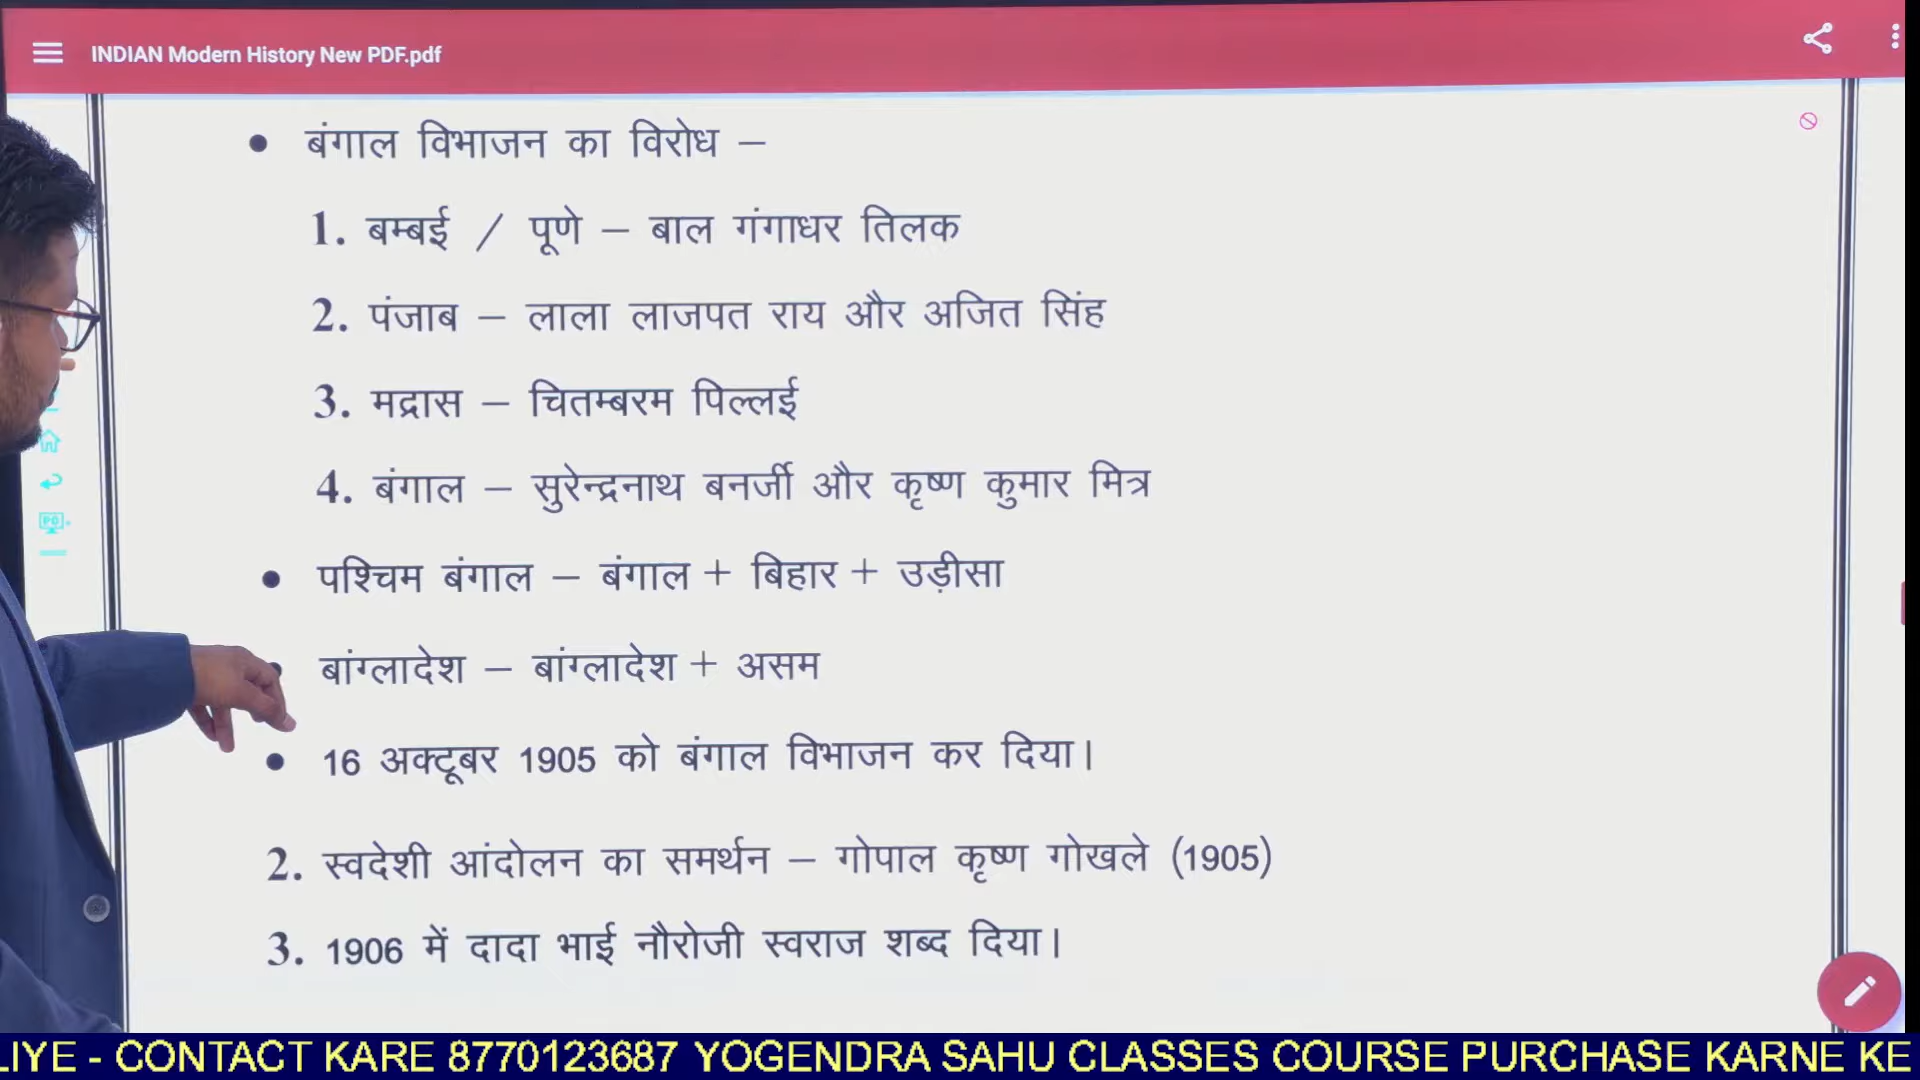 INDIAN Modern History New PDF.pdf
• बंगाल विभाजन का विरोध –
1. बम्बई / पूणे – बाल गंगाधर तिलक
2. पंजाब – लाला लाजपत राय और अजित सिंह
3. मद्रास – चितम्बरम पिल्लई
4. बंगाल – सुरेन्द्रनाथ बनर्जी और कृष्ण कुमार मित्र
• पश्चिम बंगाल – बंगाल + बिहार + उड़ीसा
• बांग्लादेश – बांग्लादेश + असम
• 16 अक्टूबर 1905 को बंगाल विभाजन कर दिया।
2. स्वदेशी आंदोलन का समर्थन – गोपाल कृष्ण गोखले (1905)
3. 1906 में दादा भाई नौरोजी स्वराज शब्द दिया।
LIYE - CONTACT KARE 8770123687 YOGENDRA SAHU CLASSES COURSE PURCHASE KARNE KE